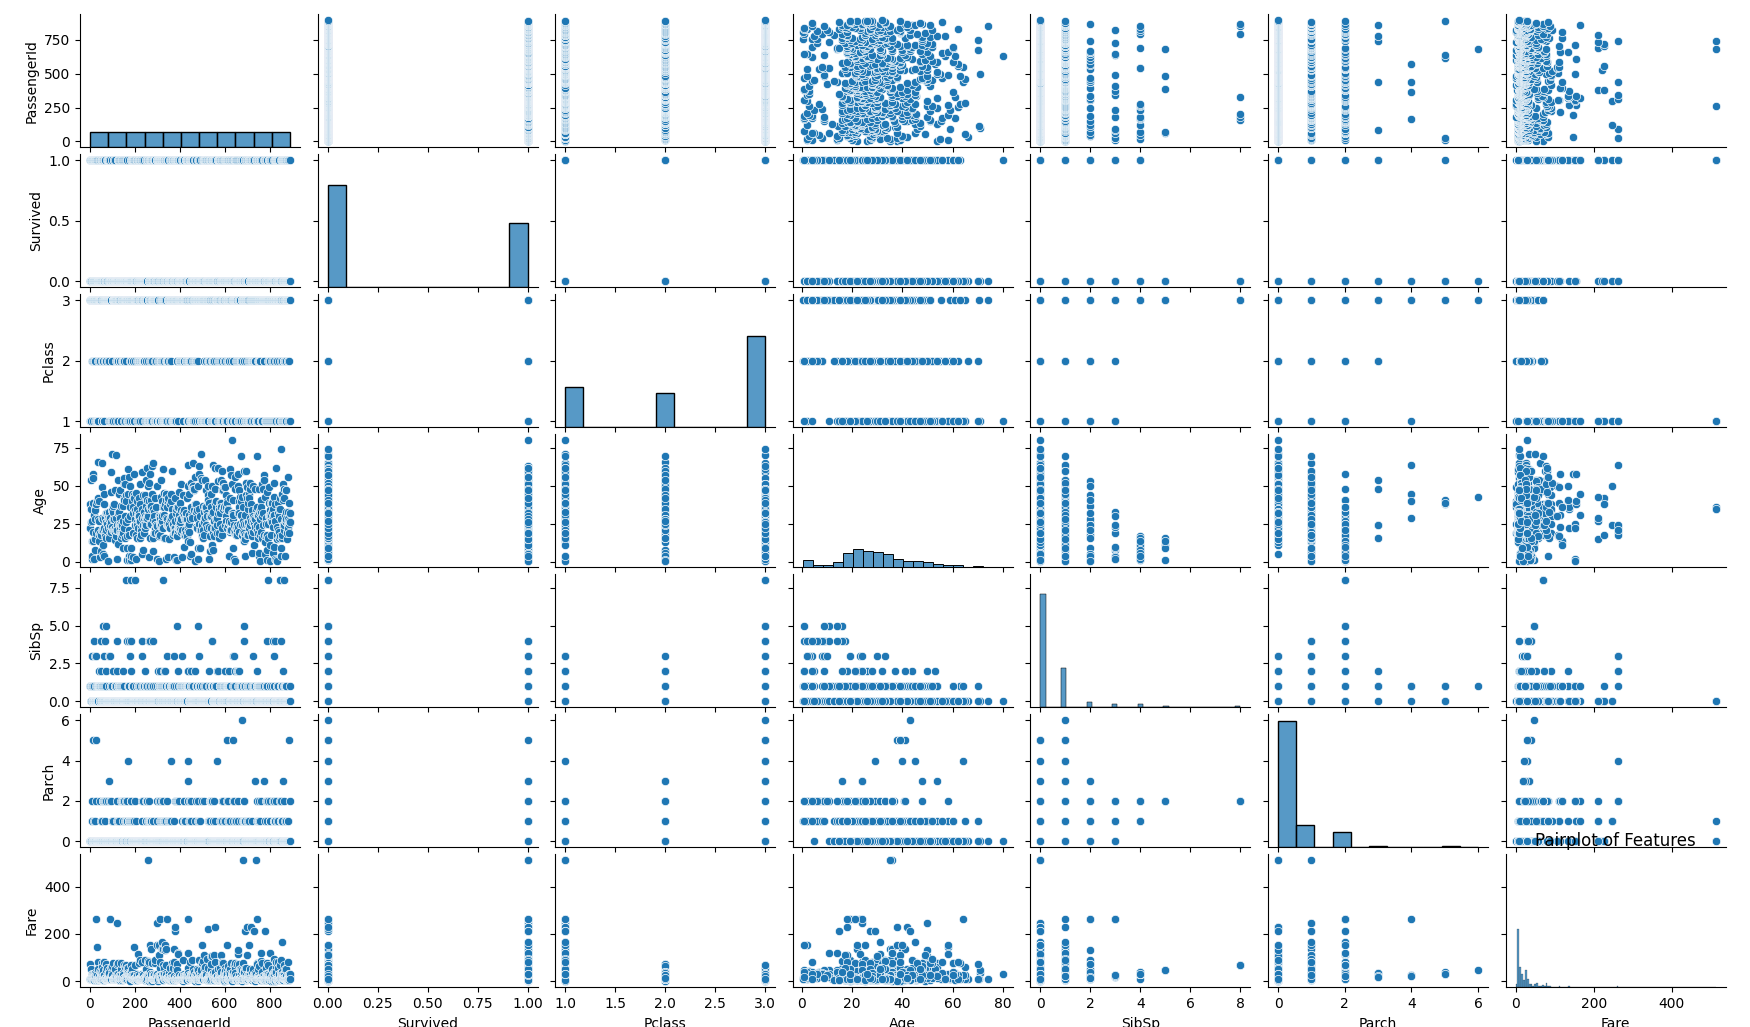 PassengerId
750
500
250
0
Survived
1.0
0.5
0.0
Pclass
3
2
1
Age
75
50
25
0
SibSp
7.5
5.0
2.5
0.0
Parch
6
4
2
0
Pairplot of Features
Fare
400
200
0
0 200 400 600 800 0.00 0.25 0.50 0.75 1.00 1.0 1.5 2.0 2.5 3.0 0 20 40 60 80 0 2 4 6 8 0 2 4 6 0 200 400
PassengerId Survived Pclass Age SibSp Parch Fare